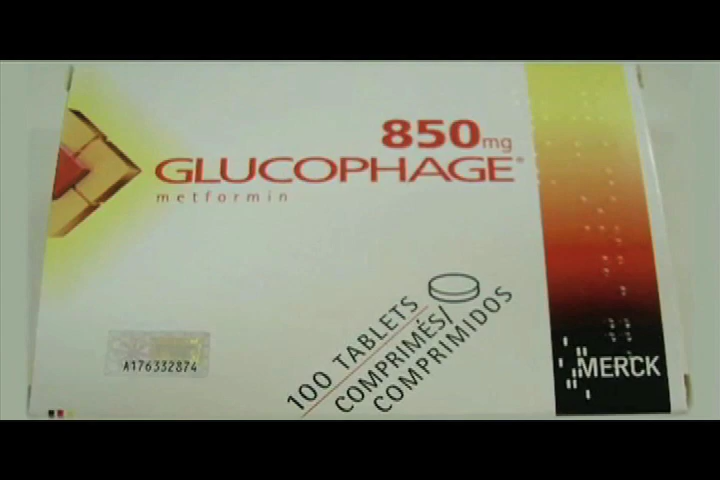 850mg
GLUCOPHAGE®
metformin
100 TABLETS
COMPRIMÉS/
COMPRIMIDOS
A176332874
MERCK